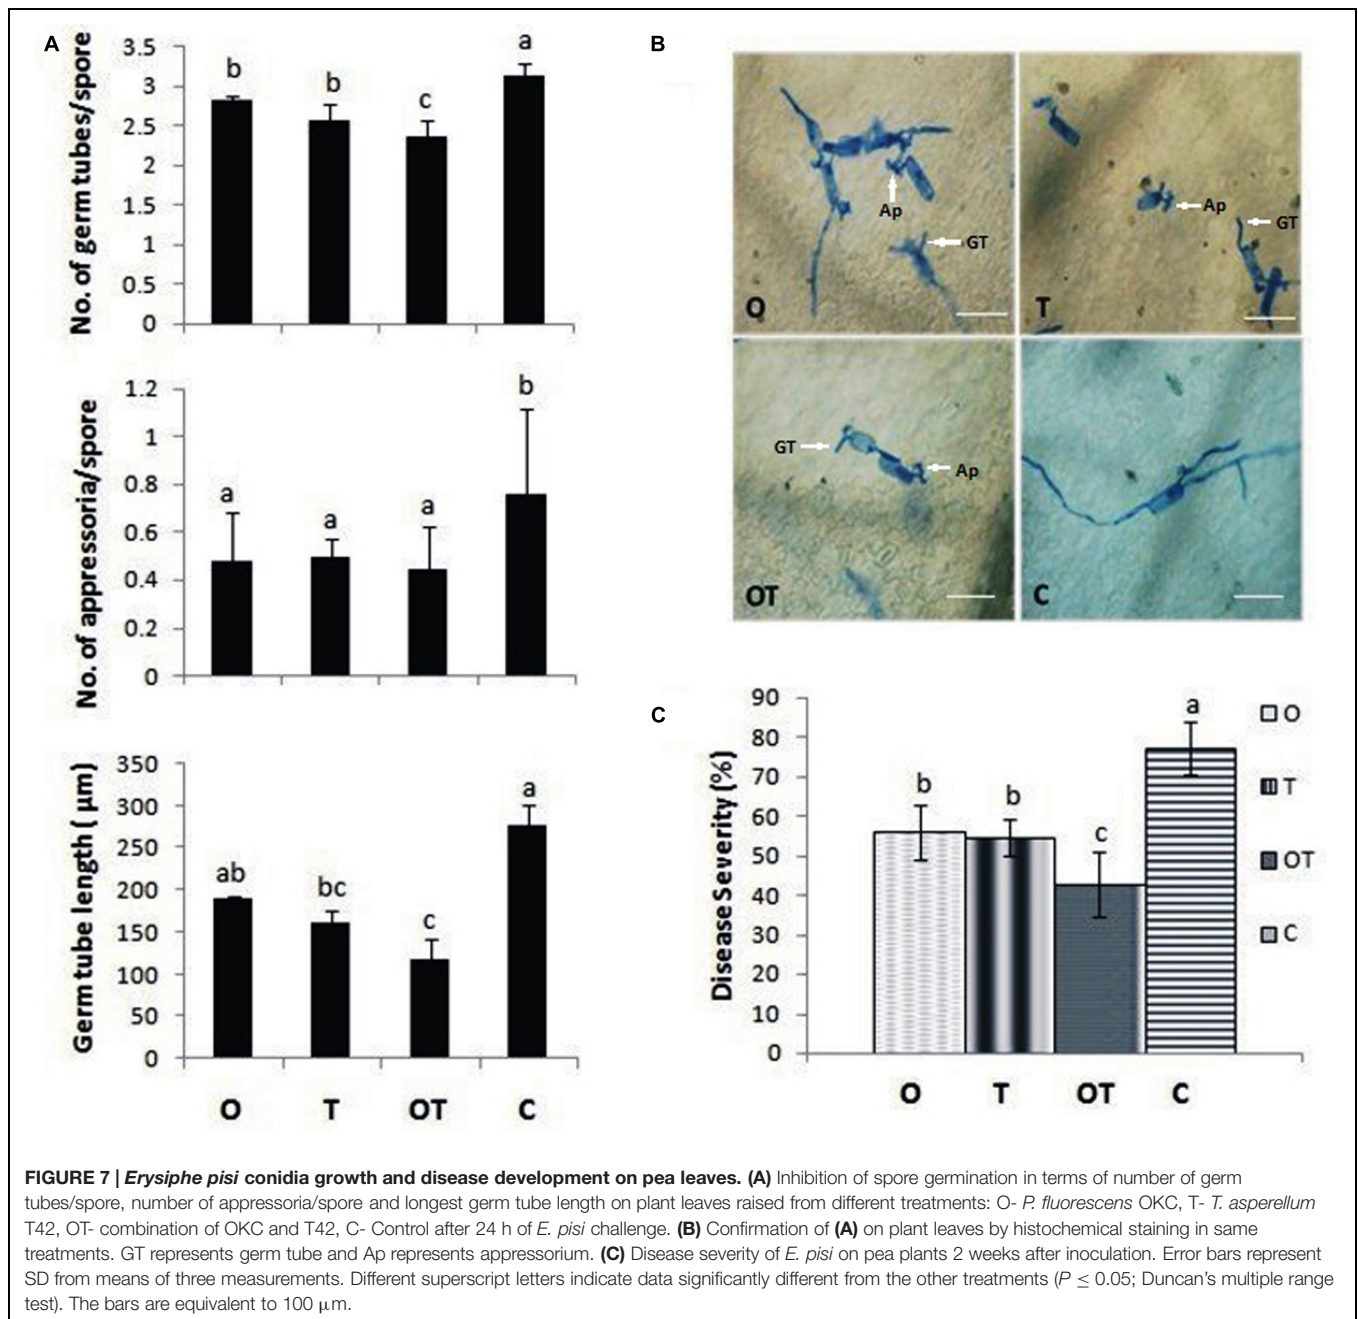 A
No. of germ tubes/spore
3.5
3
2.5
2
1.5
1
0.5
0
b
b
c
a
No. of appressoria/spore
1.2
1
0.8
0.6
0.4
0.2
0
a
a
a
b
Germ tube length ( µm)
350
300
250
200
150
100
50
0
ab
bc
c
a
O T OT C
B
Ap
GT
O
Ap
GT
T
GT
Ap
OT
C
C
Disease Severity (%)
90
80
70
60
50
40
30
20
10
0
b
b
c
a
O T OT C
O
T
OT
C
FIGURE 7 | Erysiphe pisi conidia growth and disease development on pea leaves. (A) Inhibition of spore germination in terms of number of germ
tubes/spore, number of appressoria/spore and longest germ tube length on plant leaves raised from different treatments: O- P. fluorescens OKC, T- T. asperellum
T42, OT- combination of OKC and T42, C- Control after 24 h of E. pisi challenge. (B) Confirmation of (A) on plant leaves by histochemical staining in same
treatments. GT represents germ tube and Ap represents appressorium. (C) Disease severity of E. pisi on pea plants 2 weeks after inoculation. Error bars represent
SD from means of three measurements. Different superscript letters indicate data significantly different from the other treatments (P ≤ 0.05; Duncan's multiple range
test). The bars are equivalent to 100 µm.